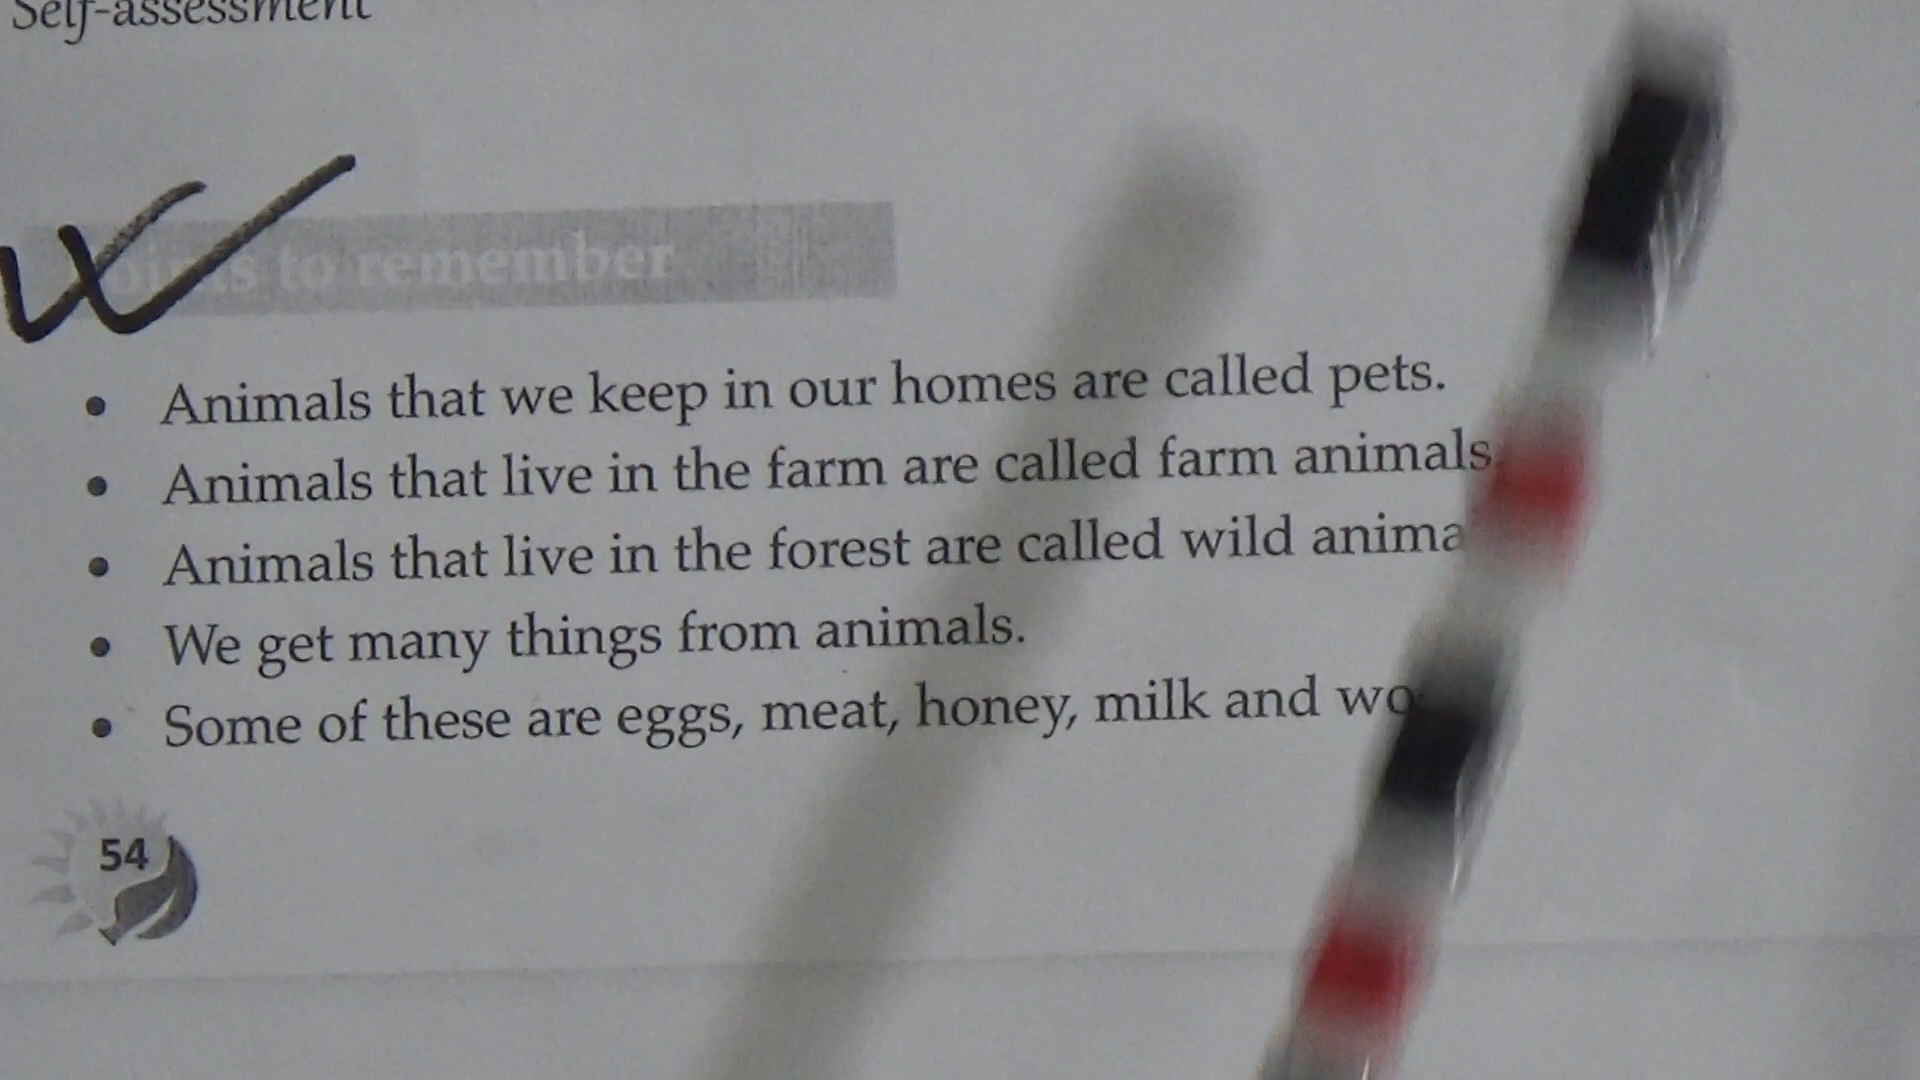 Self-assessment
Points to remember
• Animals that we keep in our homes are called pets.
• Animals that live in the farm are called farm animals.
• Animals that live in the forest are called wild
• We get many things from animals.
• Some of these are eggs, meat, honey, milk and
54